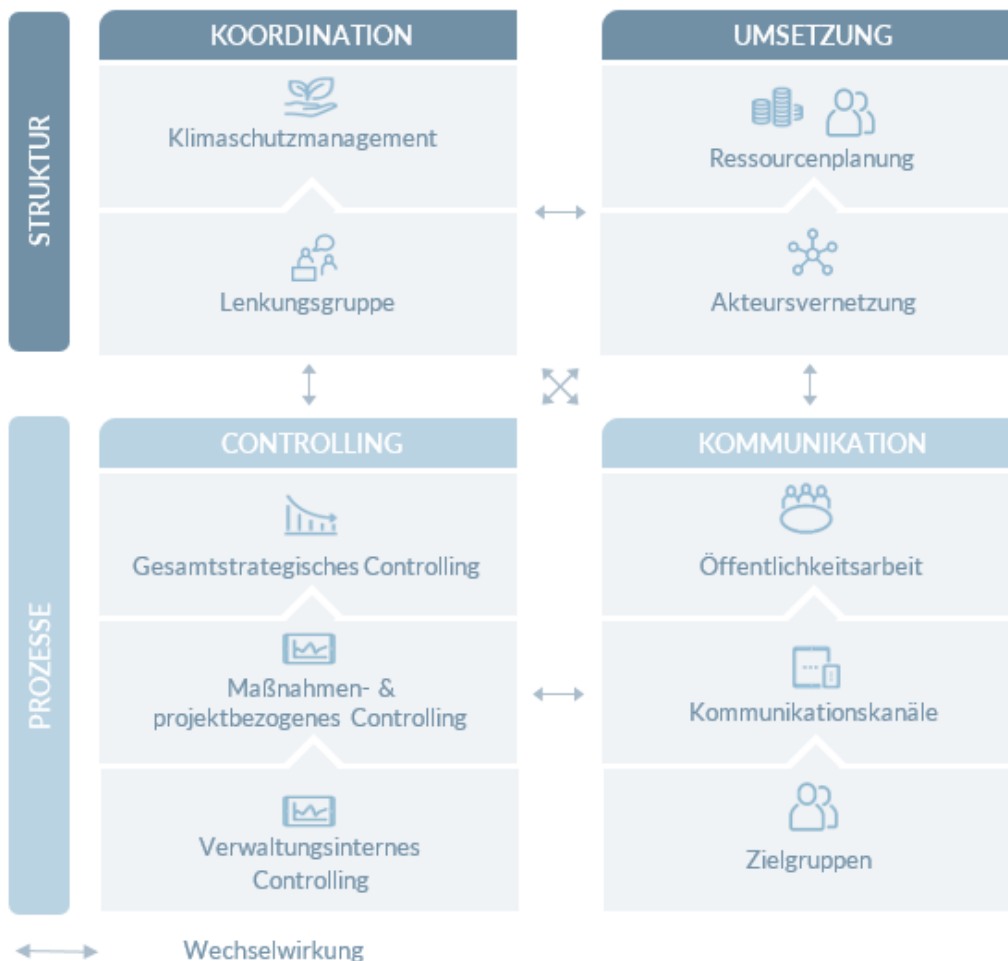 STRUKTUR
KOORDINATION
Klimaschutzmanagement
Lenkungsgruppe
UMSETZUNG
Ressourcenplanung
Akteursvernetzung
PROZESSE
CONTROLLING
Gesamtstrategisches Controlling
Maßnahmen- &
projektbezogenes Controlling
Verwaltungsinternes
Controlling
KOMMUNIKATION
Öffentlichkeitsarbeit
Kommunikationskanäle
Zielgruppen
Wechselwirkung